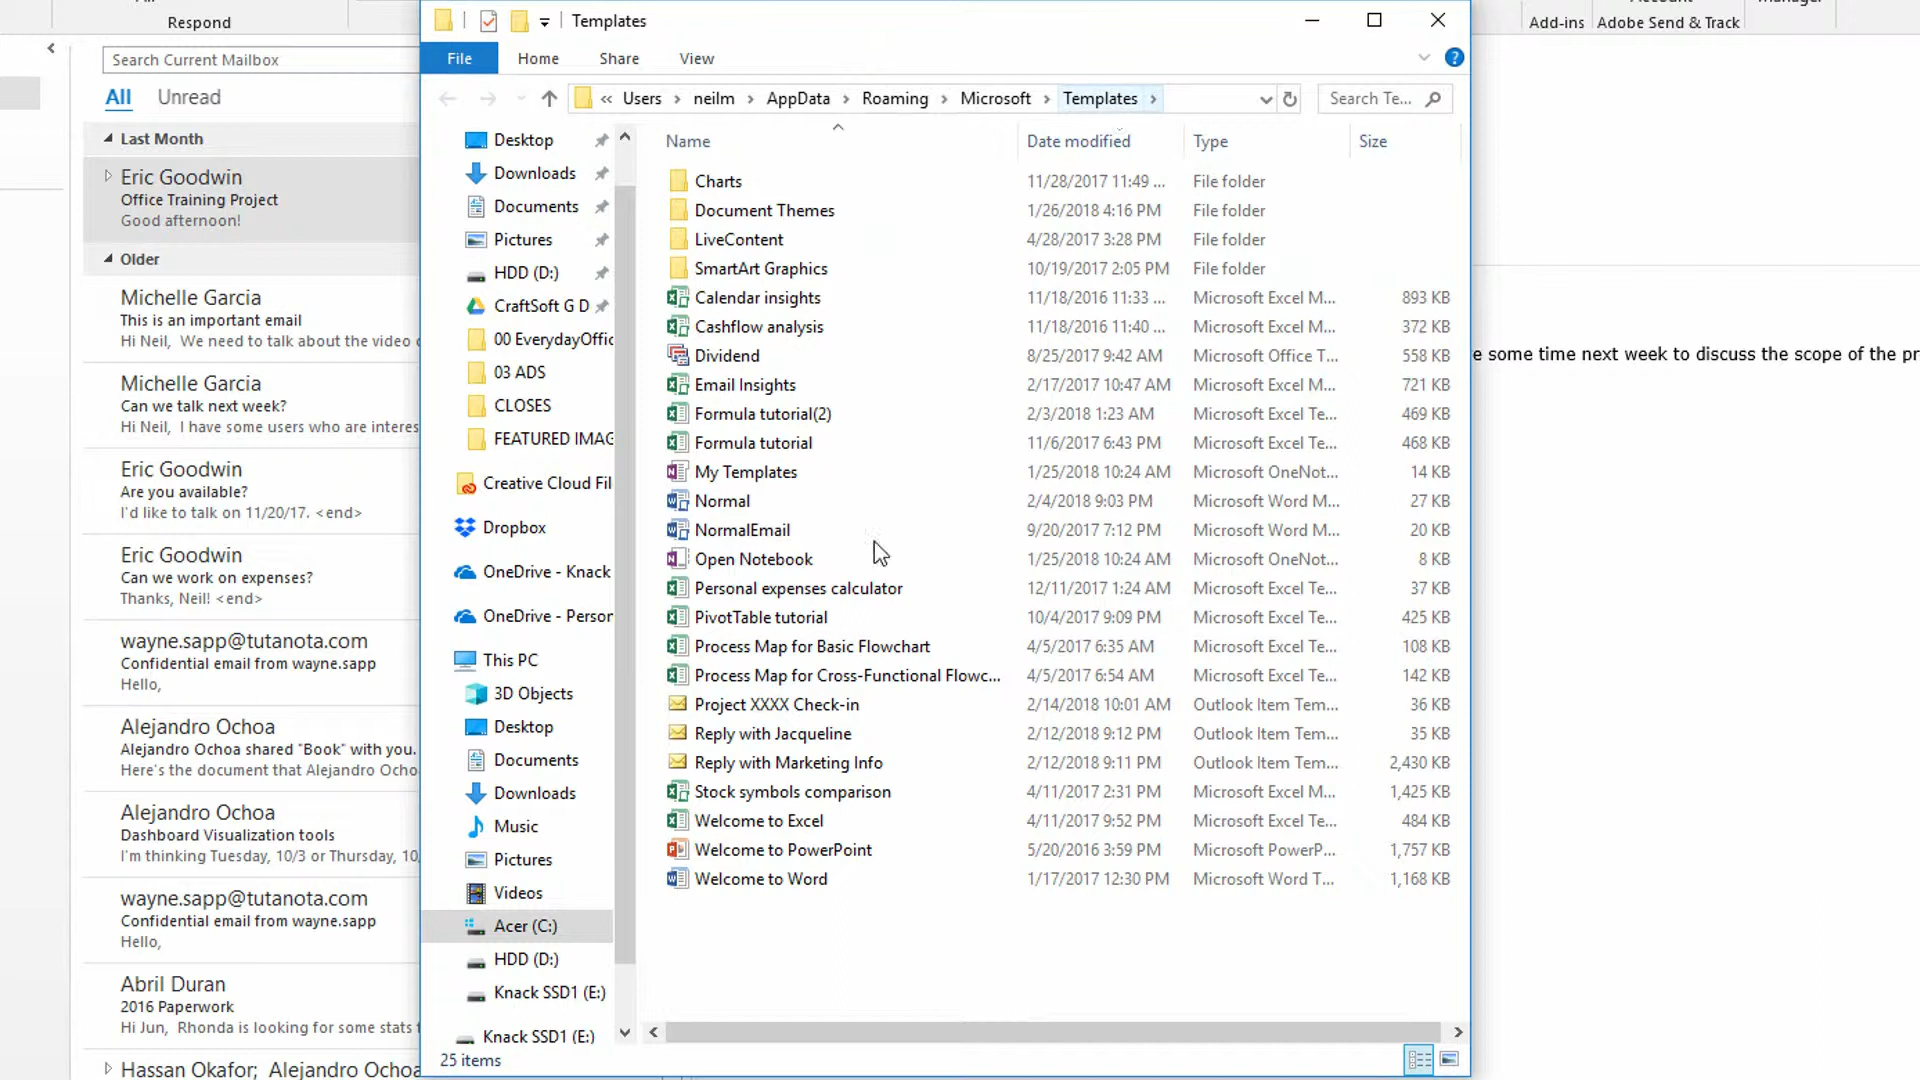 Respond
Add-ins
Adobe Send & Track
Search Current Mailbox
All Unread
Last Month
Eric Goodwin
Office Training Project
Good afternoon!
Older
Michelle Garcia
This is an important email
Hi Neil, We need to talk about the video
Michelle Garcia
Can we talk next week?
Hi Neil, I have some users who are interes
Eric Goodwin
Are you available?
I'd like to talk on 11/20/17. <end>
Eric Goodwin
Can we work on expenses?
Thanks, Neil! <end>
wayne.sapp@tutanota.com
Confidential email from wayne.sapp
Hello,
Alejandro Ochoa
Alejandro Ochoa shared "Book" with you.
Here's the document that Alejandro Ocho
Alejandro Ochoa
Dashboard Visualization tools
I'm thinking Tuesday, 10/3 or Thursday, 10,
wayne.sapp@tutanota.com
Confidential email from wayne.sapp
Hello,
Abril Duran
2016 Paperwork
Hi Jun, Rhonda is looking for some stats
Hassan Okafor; Alejandro Ochoa
Templates
File Home Share View
« Users > neilm > AppData > Roaming > Microsoft > Templates >
Search Te...
Desktop
Downloads
Documents
Pictures
HDD (D:)
CraftSoft G D
00 EverydayOffic
03 ADS
CLOSES
FEATURED IMAG
Creative Cloud Fil
Dropbox
OneDrive - Knack
OneDrive - Person
This PC
3D Objects
Desktop
Documents
Downloads
Music
Pictures
Videos
Acer (C:)
HDD (D:)
Knack SSD1 (E:)
Knack SSD1 (E:)
Name Date modified Type Size
Charts 11/28/2017 11:49 ... File folder
Document Themes 1/26/2018 4:16 PM File folder
LiveContent 4/28/2017 3:28 PM File folder
SmartArt Graphics 10/19/2017 2:05 PM File folder
Calendar insights 11/18/2016 11:33 ... Microsoft Excel M... 893 KB
Cashflow analysis 11/18/2016 11:40 ... Microsoft Excel M... 372 KB
Dividend 8/25/2017 9:42 AM Microsoft Office T... 558 KB
Email Insights 2/17/2017 10:47 AM Microsoft Excel M... 721 KB
Formula tutorial(2) 2/3/2018 1:23 AM Microsoft Excel Te... 469 KB
Formula tutorial 11/6/2017 6:43 PM Microsoft Excel Te... 468 KB
My Templates 1/25/2018 10:24 AM Microsoft OneNot... 14 KB
Normal 2/4/2018 9:03 PM Microsoft Word M... 27 KB
NormalEmail 9/20/2017 7:12 PM Microsoft Word M... 20 KB
Open Notebook 1/25/2018 10:24 AM Microsoft OneNot... 8 KB
Personal expenses calculator 12/11/2017 1:24 AM Microsoft Excel Te... 37 KB
PivotTable tutorial 10/4/2017 9:09 PM Microsoft Excel Te... 425 KB
Process Map for Basic Flowchart 4/5/2017 6:35 AM Microsoft Excel Te... 108 KB
Process Map for Cross-Functional Flowc... 4/5/2017 6:54 AM Microsoft Excel Te... 142 KB
Project XXXX Check-in 2/14/2018 10:01 AM Outlook Item Tem... 36 KB
Reply with Jacqueline 2/12/2018 9:12 PM Outlook Item Tem... 35 KB
Reply with Marketing Info 2/12/2018 9:11 PM Outlook Item Tem... 2,430 KB
Stock symbols comparison 4/11/2017 2:31 PM Microsoft Excel M... 1,425 KB
Welcome to Excel 4/11/2017 9:52 PM Microsoft Excel Te... 484 KB
Welcome to PowerPoint 5/20/2016 3:59 PM Microsoft PowerP... 1,757 KB
Welcome to Word 1/17/2017 12:30 PM Microsoft Word T... 1,168 KB
25 items
e some time next week to discuss the scope of the pr